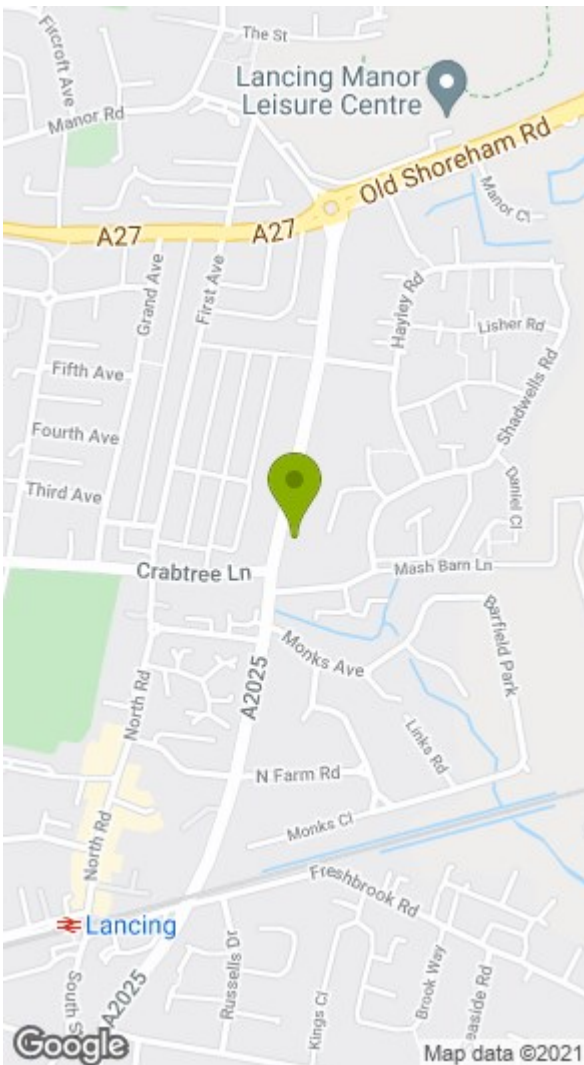 The St
Fircroft Ave
Lancing Manor
Leisure Centre
Manor Rd
Old Shoreham Rd
Manor Cl
A27
A27
Grand Ave
First Ave
Hayley Rd
Lisher Rd
Shadwells Rd
Fifth Ave
Fourth Ave
Third Ave
Daniel Cl
Crabtree Ln
Mash Barn Ln
Barfield Park
Monks Ave
A2025
North Rd
Links Rd
N Farm Rd
Monks Cl
North Rd
Freshbrook Rd
Lancing
Russells Dr
Brook Way
Seaside Rd
Kings Cl
South St
A2025
Google
Map data ©2021